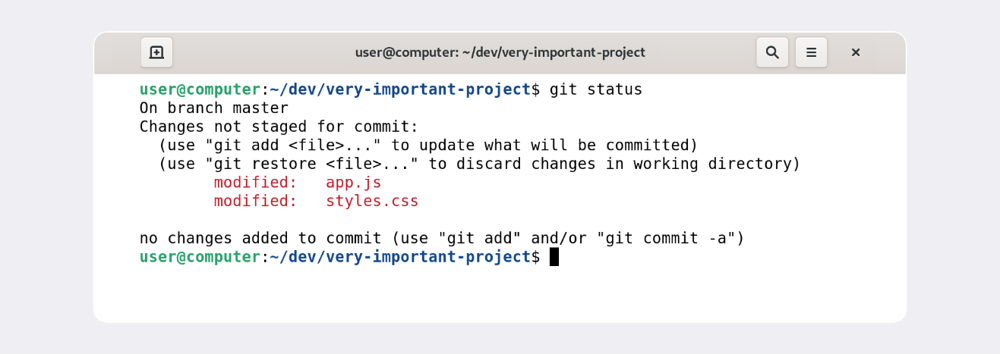 user@computer: ~/dev/very-important-project
user@computer:~/dev/very-important-project$ git status
On branch master
Changes not staged for commit:
  (use "git add <file>..." to update what will be committed)
  (use "git restore <file>..." to discard changes in working directory)
        modified:   app.js
        modified:   styles.css

no changes added to commit (use "git add" and/or "git commit -a")
user@computer:~/dev/very-important-project$